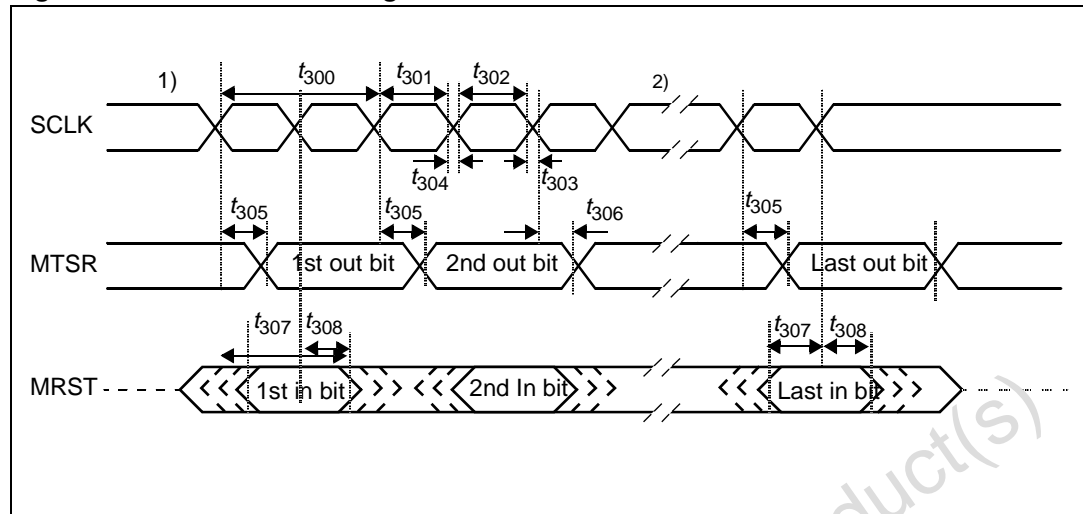 1) t300 t301 t302 2)
SCLK
t304 t303
t305 t305 t306 t305
MTSR 1st out bit 2nd out bit Last out bit
t307 t308 t307 t308
MRST 1st in bit 2nd In bit Last in bit